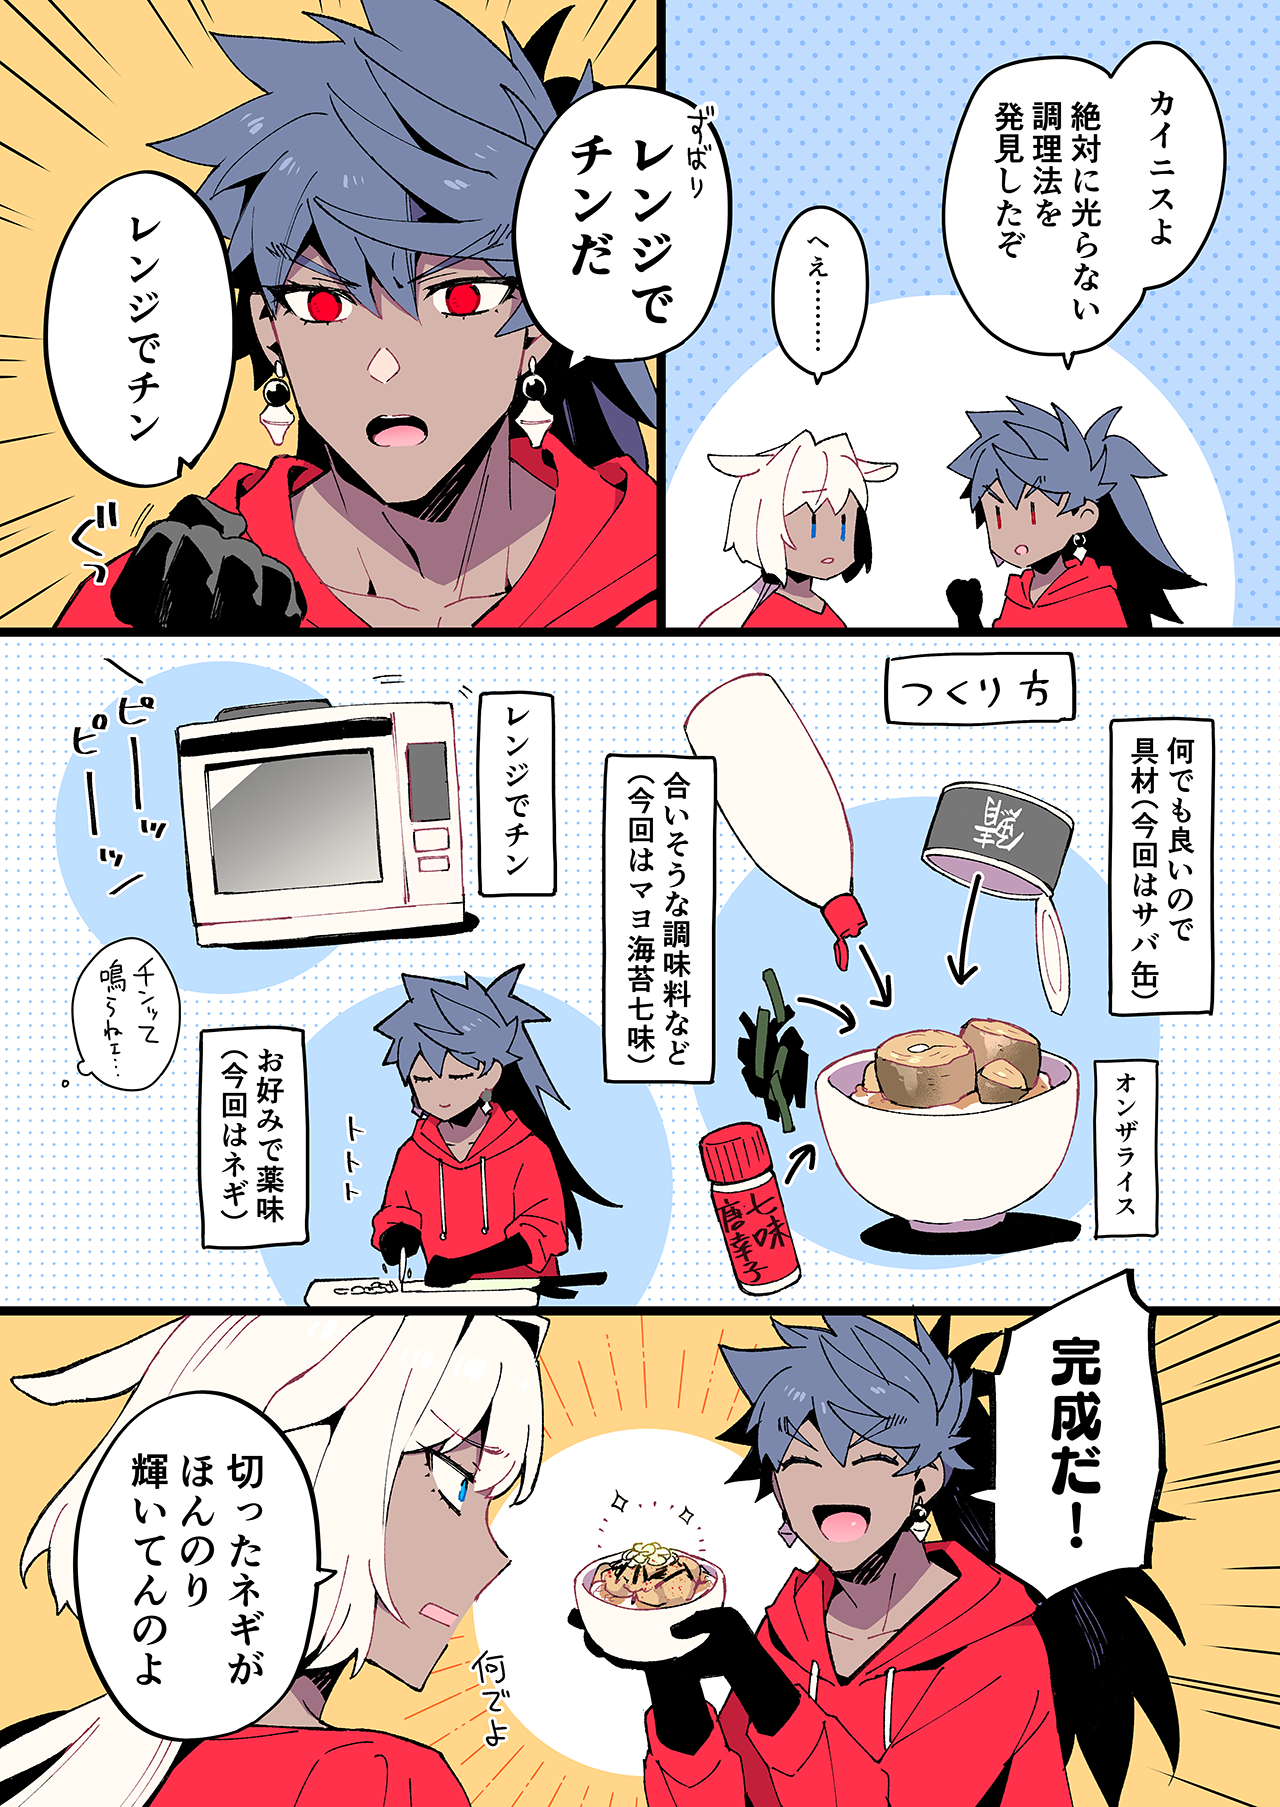 カイニスよ
絶対に光らない
調理法を
発見したぞ
へえ………
ずばり
レンジで
チンだ
レンジでチン
ぐっ
つくり方
何でも良いので
具材(今回はサバ缶)
オンザライス
合いそうな調味料など
(今回はマヨ海苔七味)
七味
唐辛子
レンジでチン
ピーッ
ピーッ
チンッて
鳴らねェ…
お好みで薬味
(今回はネギ)
トトトト
完成だ!
切ったネギが
ほんのり
輝いてんのよ
何でよ